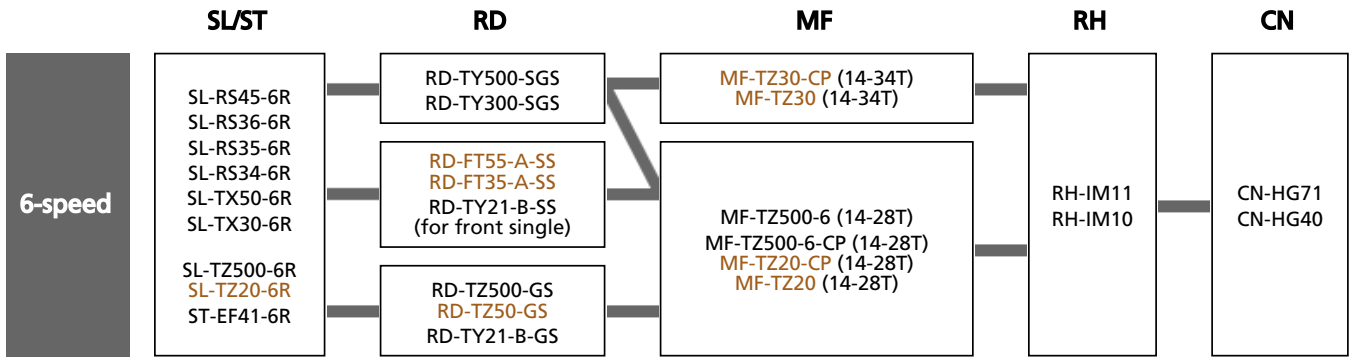 SL/ST
RD
MF
RH
CN
6-speed
SL-RS45-6R
SL-RS36-6R
SL-RS35-6R
SL-RS34-6R
SL-TX50-6R
SL-TX30-6R
SL-TZ500-6R
SL-TZ20-6R
ST-EF41-6R
RD-TY500-SGS
RD-TY300-SGS
RD-FT55-A-SS
RD-FT35-A-SS
RD-TY21-B-SS
(for front single)
RD-TZ500-GS
RD-TZ50-GS
RD-TY21-B-GS
MF-TZ30-CP (14-34T)
MF-TZ30 (14-34T)
MF-TZ500-6 (14-28T)
MF-TZ500-6-CP (14-28T)
MF-TZ20-CP (14-28T)
MF-TZ20 (14-28T)
RH-IM11
RH-IM10
CN-HG71
CN-HG40